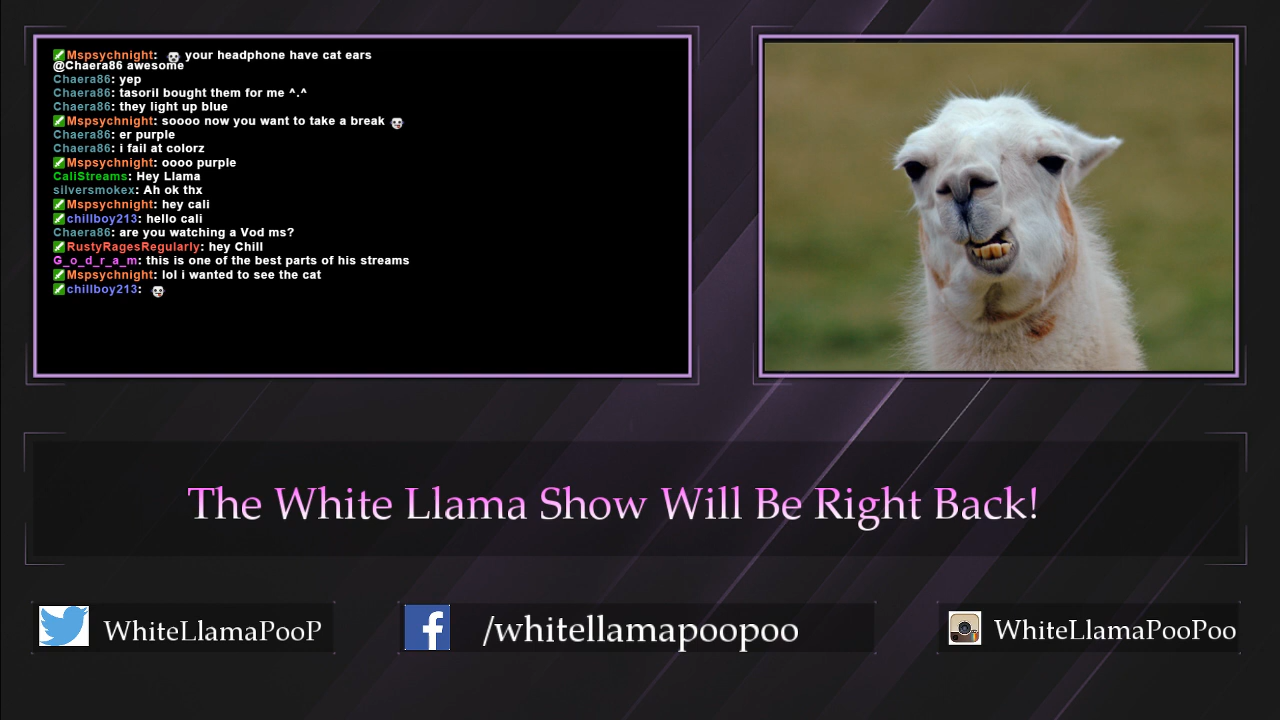 Mspsychnight: your headphone have cat ears
@Chaera86 awesome
Chaera86: yep
Chaera86: tasoril bought them for me ^.^
Chaera86: they light up blue
Mspsychnight: soooo now you want to take a break
Chaera86: er purple
Chaera86: i fail at colorz
Mspsychnight: oooo purple
CaliStreams: Hey Llama
silversmokex: Ah ok thx
Mspsychnight: hey cali
chillboy213: hello cali
Chaera86: are you watching a Vod ms?
RustyRagesRegularly: hey Chill
G_o_d_r_a_m: this is one of the best parts of his streams
Mspsychnight: lol i wanted to see the cat
chillboy213:
The White Llama Show Will Be Right Back!
WhiteLlamaPooP
/whitellamapoopoo
WhiteLlamaPooPoo